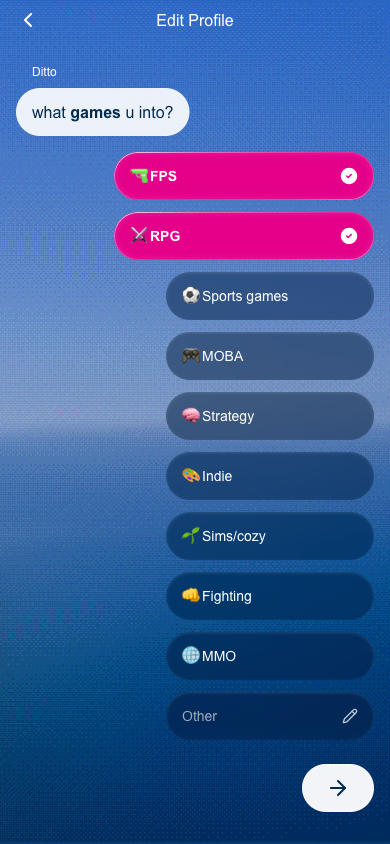 Edit Profile
Ditto
what games u into?
FPS
RPG
Sports games
MOBA
Strategy
Indie
Sims/cozy
Fighting
MMO
Other